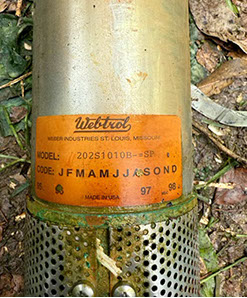 Webtrol
WEBER INDUSTRIES ST. LOUIS, MISSOURI
MODEL: 202S1010B--SP
CODE: JFMAMJJASOND
95 97 98
MADE IN USA